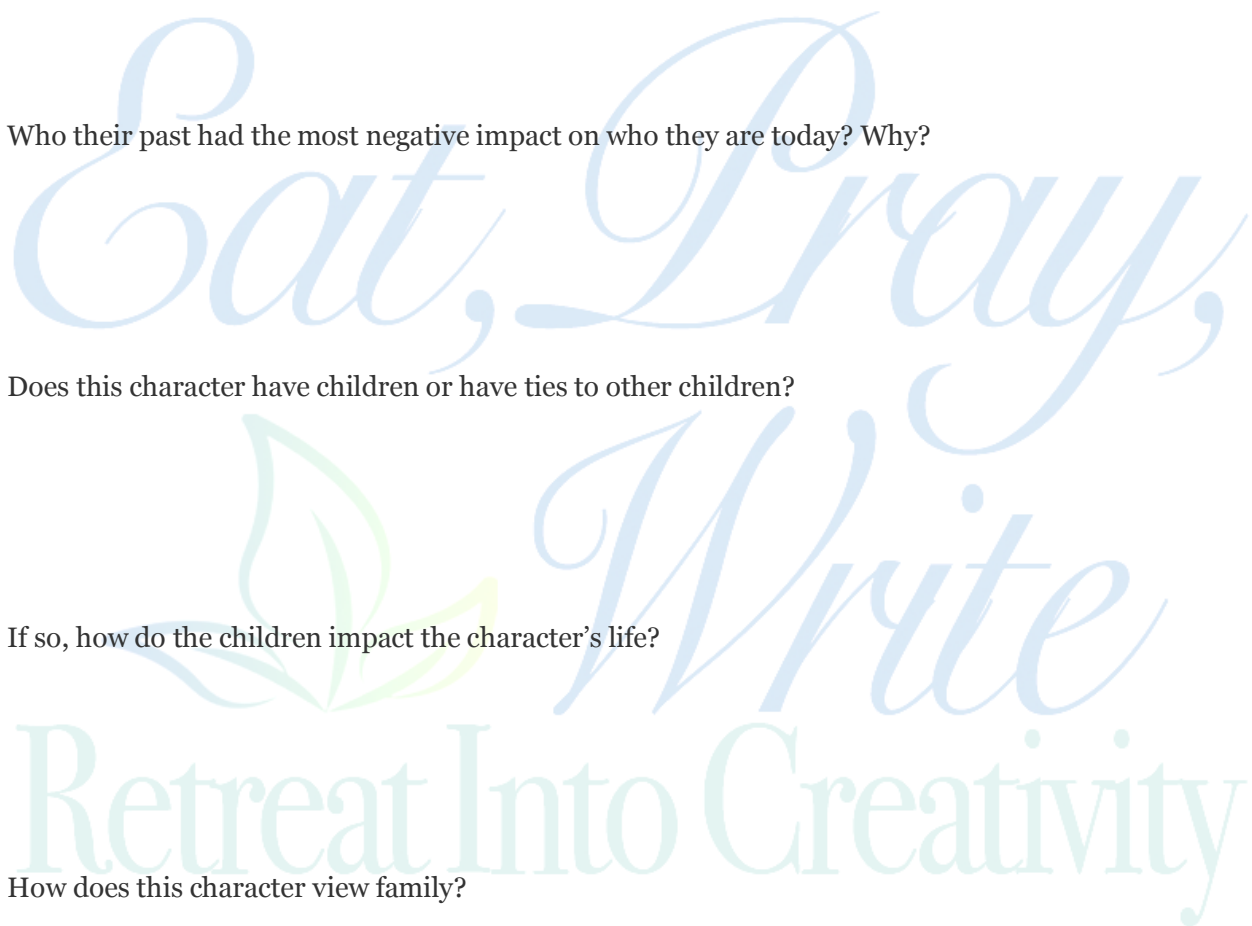 Who their past had the most negative impact on who they are today? Why?
Eat, Pray,
Does this character have children or have ties to other children?
Write
If so, how do the children impact the character’s life?
Retreat Into Creativity
How does this character view family?